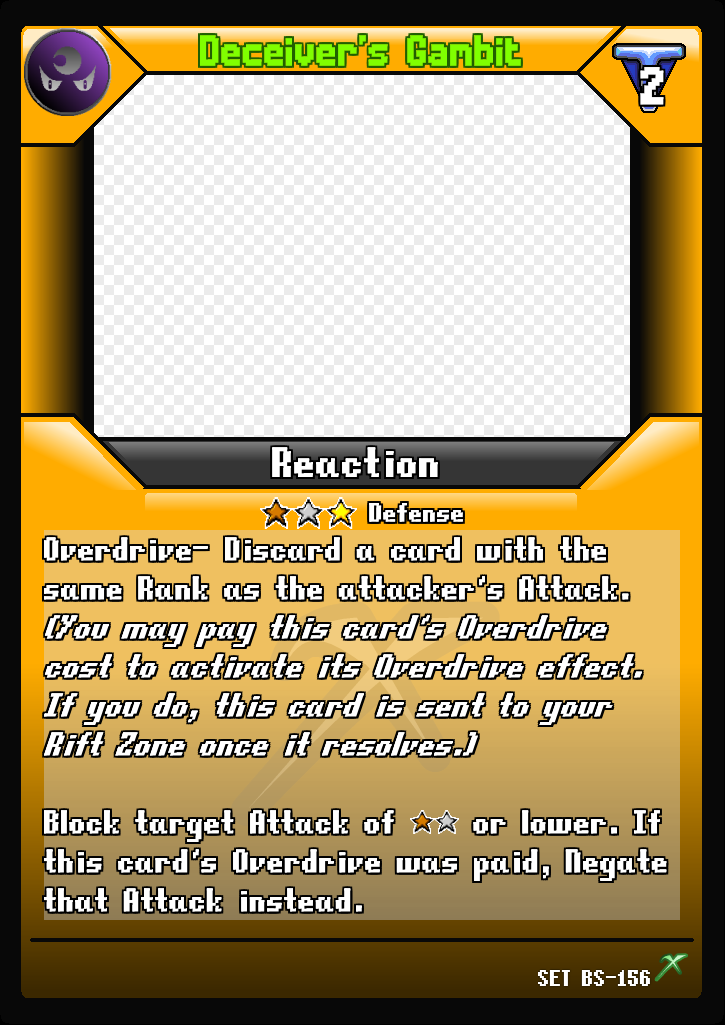 Deceiver's Gambit
2
Reaction
Defense
Overdrive- Discard a card with the
same Rank as the attacker's Attack.
(You may pay this card's Overdrive
cost to activate its Overdrive effect.
If you do, this card is sent to your
Rift Zone once it resolves.)
Block target Attack of or lower. If
this card's Overdrive was paid, Negate
that Attack instead.
SET BS-156